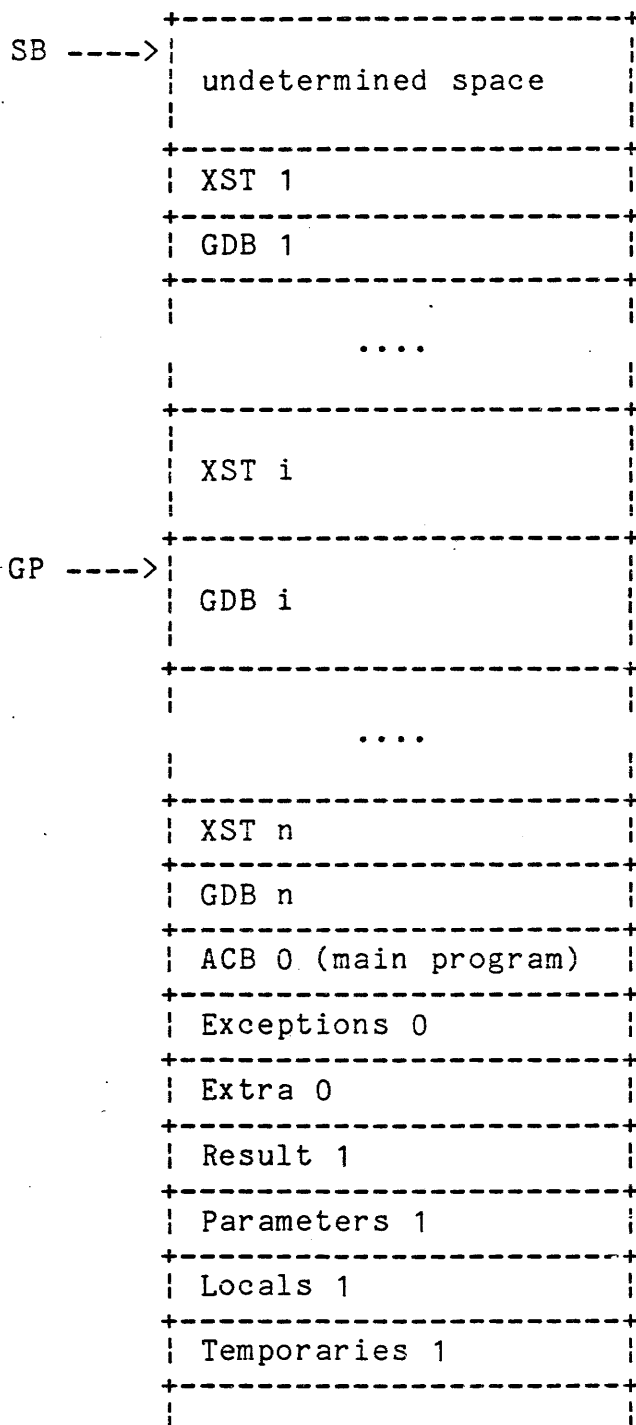 SB ---->
undetermined space
XST 1
GDB 1
....
XST i
GP ---->
GDB i
....
XST n
GDB n
ACB 0 (main program)
Exceptions 0
Extra 0
Result 1
Parameters 1
Locals 1
Temporaries 1